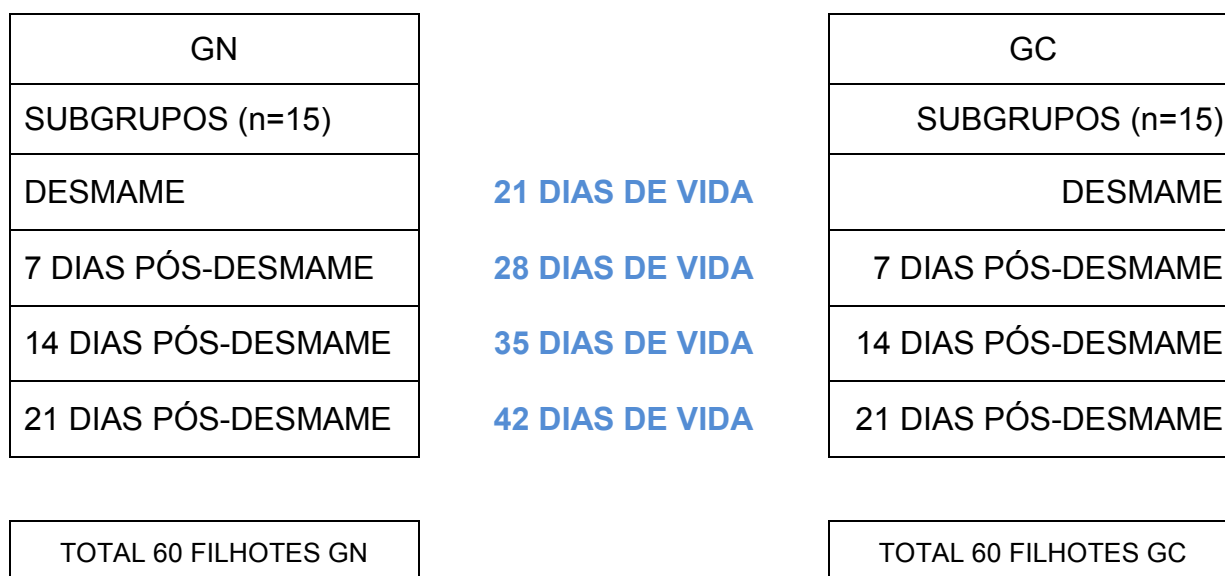 GN
GC
SUBGRUPOS (n=15)
SUBGRUPOS (n=15)
DESMAME
21 DIAS DE VIDA
DESMAME
7 DIAS PÓS-DESMAME
28 DIAS DE VIDA
7 DIAS PÓS-DESMAME
14 DIAS PÓS-DESMAME
35 DIAS DE VIDA
14 DIAS PÓS-DESMAME
21 DIAS PÓS-DESMAME
42 DIAS DE VIDA
21 DIAS PÓS-DESMAME
TOTAL 60 FILHOTES GN
TOTAL 60 FILHOTES GC